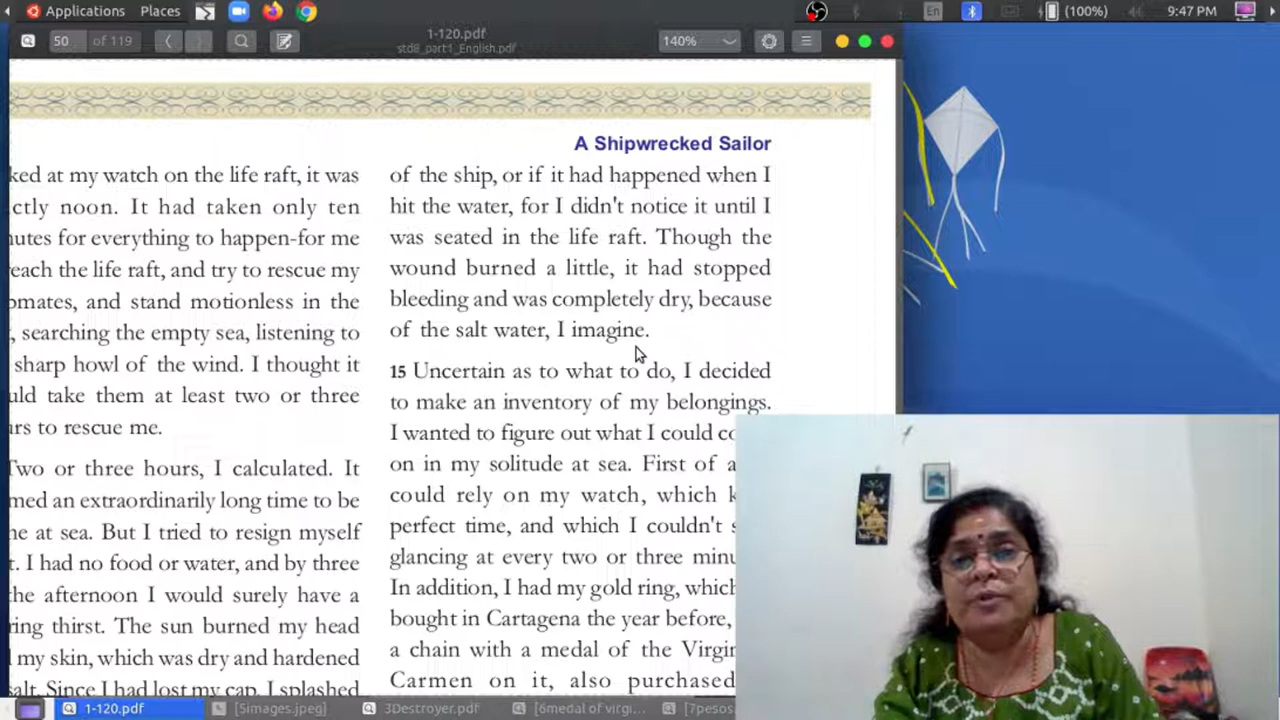 Applications Places
En
(100%)
9:47 PM
50 of 119
1-120.pdf
std8_part1_English.pdf
140%
A Shipwrecked Sailor
ked at my watch on the life raft, it was
ctly noon. It had taken only ten
utes for everything to happen-for me
each the life raft, and try to rescue my
pmates, and stand motionless in the
, searching the empty sea, listening to
sharp howl of the wind. I thought it
uld take them at least two or three
urs to rescue me.
Two or three hours, I calculated. It
med an extraordinarily long time to be
ne at sea. But I tried to resign myself
t. I had no food or water, and by three
the afternoon I would surely have a
ring thirst. The sun burned my head
my skin, which was dry and hardened
salt. Since I had lost my cap, I splashed
of the ship, or if it had happened when I
hit the water, for I didn't notice it until I
was seated in the life raft. Though the
wound burned a little, it had stopped
bleeding and was completely dry, because
of the salt water, I imagine.
15 Uncertain as to what to do, I decided
to make an inventory of my belongings.
I wanted to figure out what I could co
on in my solitude at sea. First of a
could rely on my watch, which k
perfect time, and which I couldn't s
glancing at every two or three minu
In addition, I had my gold ring, which
bought in Cartagena the year before,
a chain with a medal of the Virgin
Carmen on it, also purchased
1-120.pdf
[5images.jpeg]
3Destroyer.pdf
[6medal of virgi...
[7pesos